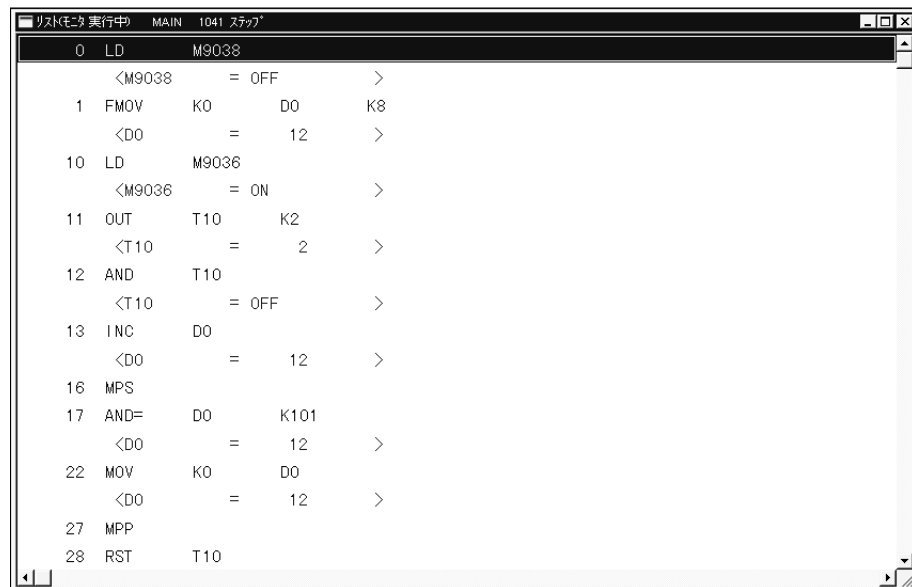 リスト(モニタ実行中) MAIN 1041 ステップ
0 LD M9038
<M9038 = OFF >
1 FMOV K0 D0 K8
<D0 = 12 >
10 LD M9036
<M9036 = ON >
11 OUT T10 K2
<T10 = 2 >
12 AND T10
<T10 = OFF >
13 INC D0
<D0 = 12 >
16 MPS
17 AND= D0 K101
<D0 = 12 >
22 MOV K0 D0
<D0 = 12 >
27 MPP
28 RST T10